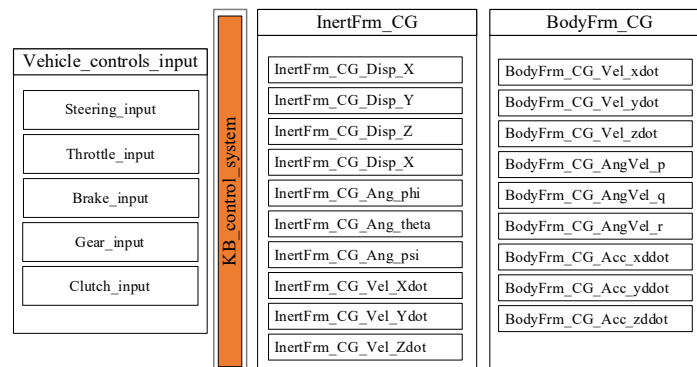 Vehicle_controls_input
Steering_input
Throttle_input
Brake_input
Gear_input
Clutch_input
KB_control_system
InertFrm_CG
InertFrm_CG_Disp_X
InertFrm_CG_Disp_Y
InertFrm_CG_Disp_Z
InertFrm_CG_Disp_X
InertFrm_CG_Ang_phi
InertFrm_CG_Ang_theta
InertFrm_CG_Ang_psi
InertFrm_CG_Vel_Xdot
InertFrm_CG_Vel_Ydot
InertFrm_CG_Vel_Zdot
BodyFrm_CG
BodyFrm_CG_Vel_xdot
BodyFrm_CG_Vel_ydot
BodyFrm_CG_Vel_zdot
BodyFrm_CG_AngVel_p
BodyFrm_CG_AngVel_q
BodyFrm_CG_AngVel_r
BodyFrm_CG_Acc_xddot
BodyFrm_CG_Acc_yddot
BodyFrm_CG_Acc_zddot